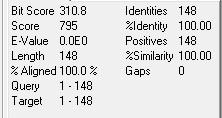 Bit Score 310.8 Identities 148
Score 795 %Identity 100.00
E-Value 0.0E0 Positives 148
Length 148 %Similarity 100.00
% Aligned 100.0 % Gaps 0
Query 1 - 148
Target 1 - 148